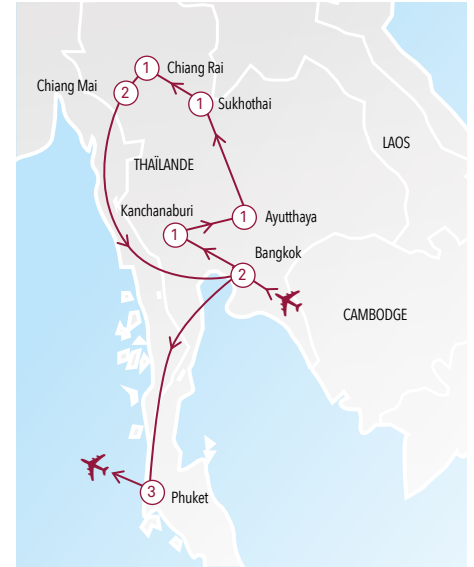 1 Chiang Rai
Chiang Mai 2
1 Sukhothai
LAOS
THAÏLANDE
Kanchanaburi
1 Ayutthaya
1
Bangkok
2
CAMBODGE
3 Phuket